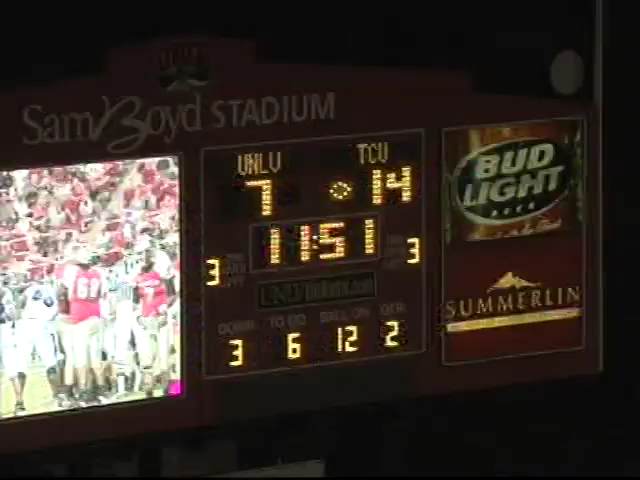 Sam Boyd STADIUM
UNLV TCU
7 14
11:51
3 3
DOWN TO GO BALL ON QTR
3 6 12 2
BUD LIGHT
SUMMERLIN
68